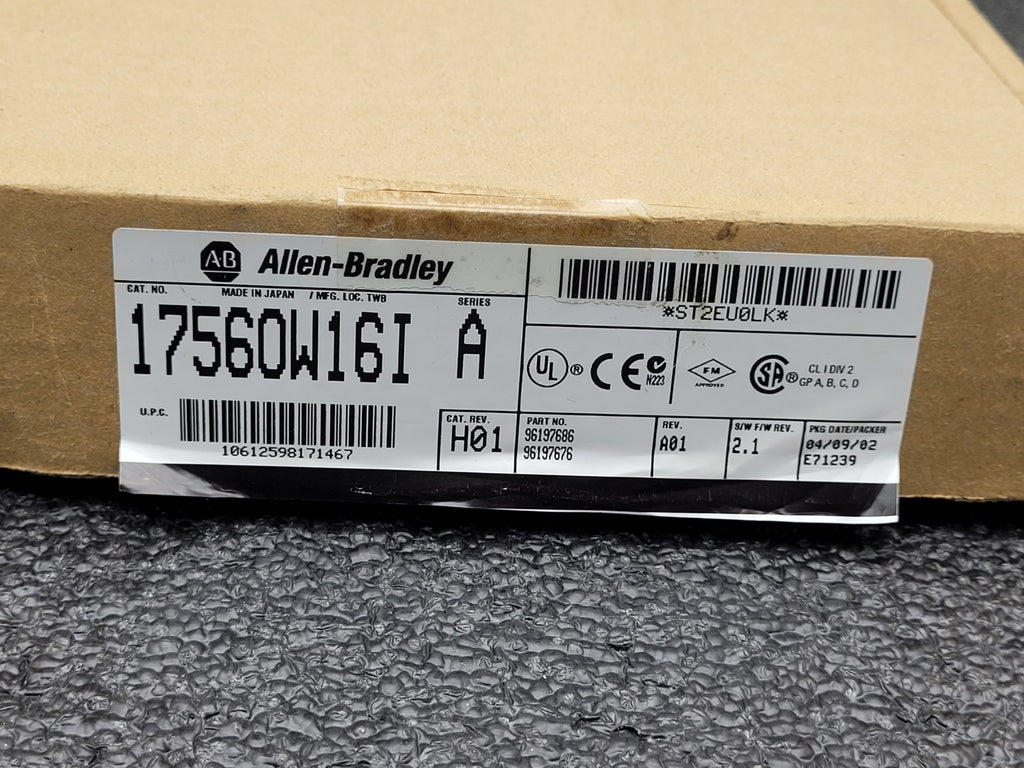 AB Allen-Bradley
CAT. NO. MADE IN JAPAN / MFG. LOC. TWB SERIES
1756OW16I A
U.P.C.
10612598171467
CAT. REV.
H01
*ST2EU0LK*
UL ® CE N223
FM APPROVED
SA ® CL I DIV 2
GP A, B, C, D
PART NO.
96197686
96197676
REV.
A01
S/W F/W REV.
2.1
PKG DATE/PACKER
04/09/02
E71239